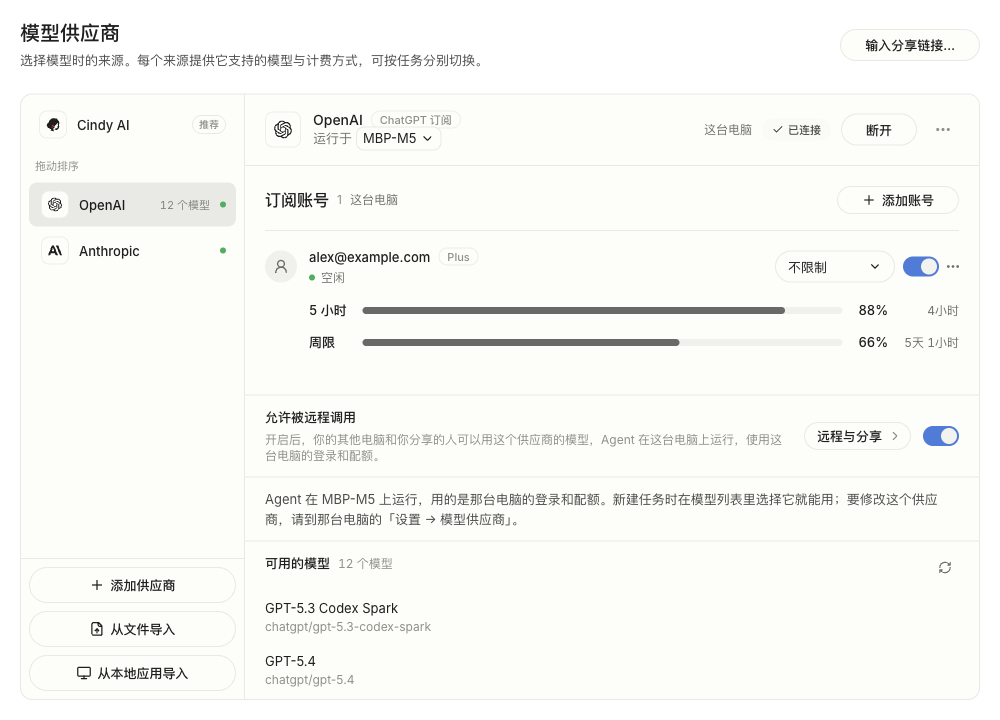 模型供应商
选择模型时的来源。每个来源提供它支持的模型与计费方式，可按任务分别切换。
输入分享链接...
Cindy AI 推荐
拖动排序
OpenAI 12 个模型
Anthropic
添加供应商
从文件导入
从本地应用导入
OpenAI ChatGPT 订阅
运行于 MBP-M5
这台电脑 已连接 断开
订阅账号 1 这台电脑
添加账号
alex@example.com Plus
空闲
不限制
5 小时 88% 4小时
周限 66% 5天 1小时
允许被远程调用
开启后，你的其他电脑和你分享的人可以用这个供应商的模型，Agent 在这台电脑上运行，使用这
台电脑的登录和配额。
远程与分享
Agent 在 MBP-M5 上运行，用的是那台电脑的登录和配额。新建任务时在模型列表里选择它就能用；要修改这个供应
商，请到那台电脑的「设置 → 模型供应商」。
可用的模型 12 个模型
GPT-5.3 Codex Spark
chatgpt/gpt-5.3-codex-spark
GPT-5.4
chatgpt/gpt-5.4